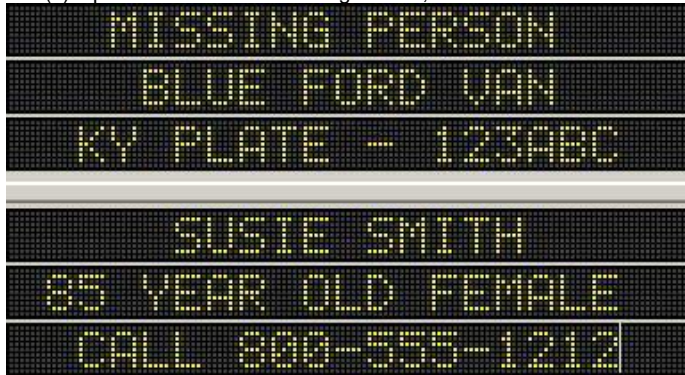 MISSING PERSON
BLUE FORD VAN
KY PLATE - 123ABC
SUSIE SMITH
85 YEAR OLD FEMALE
CALL 800-555-1212